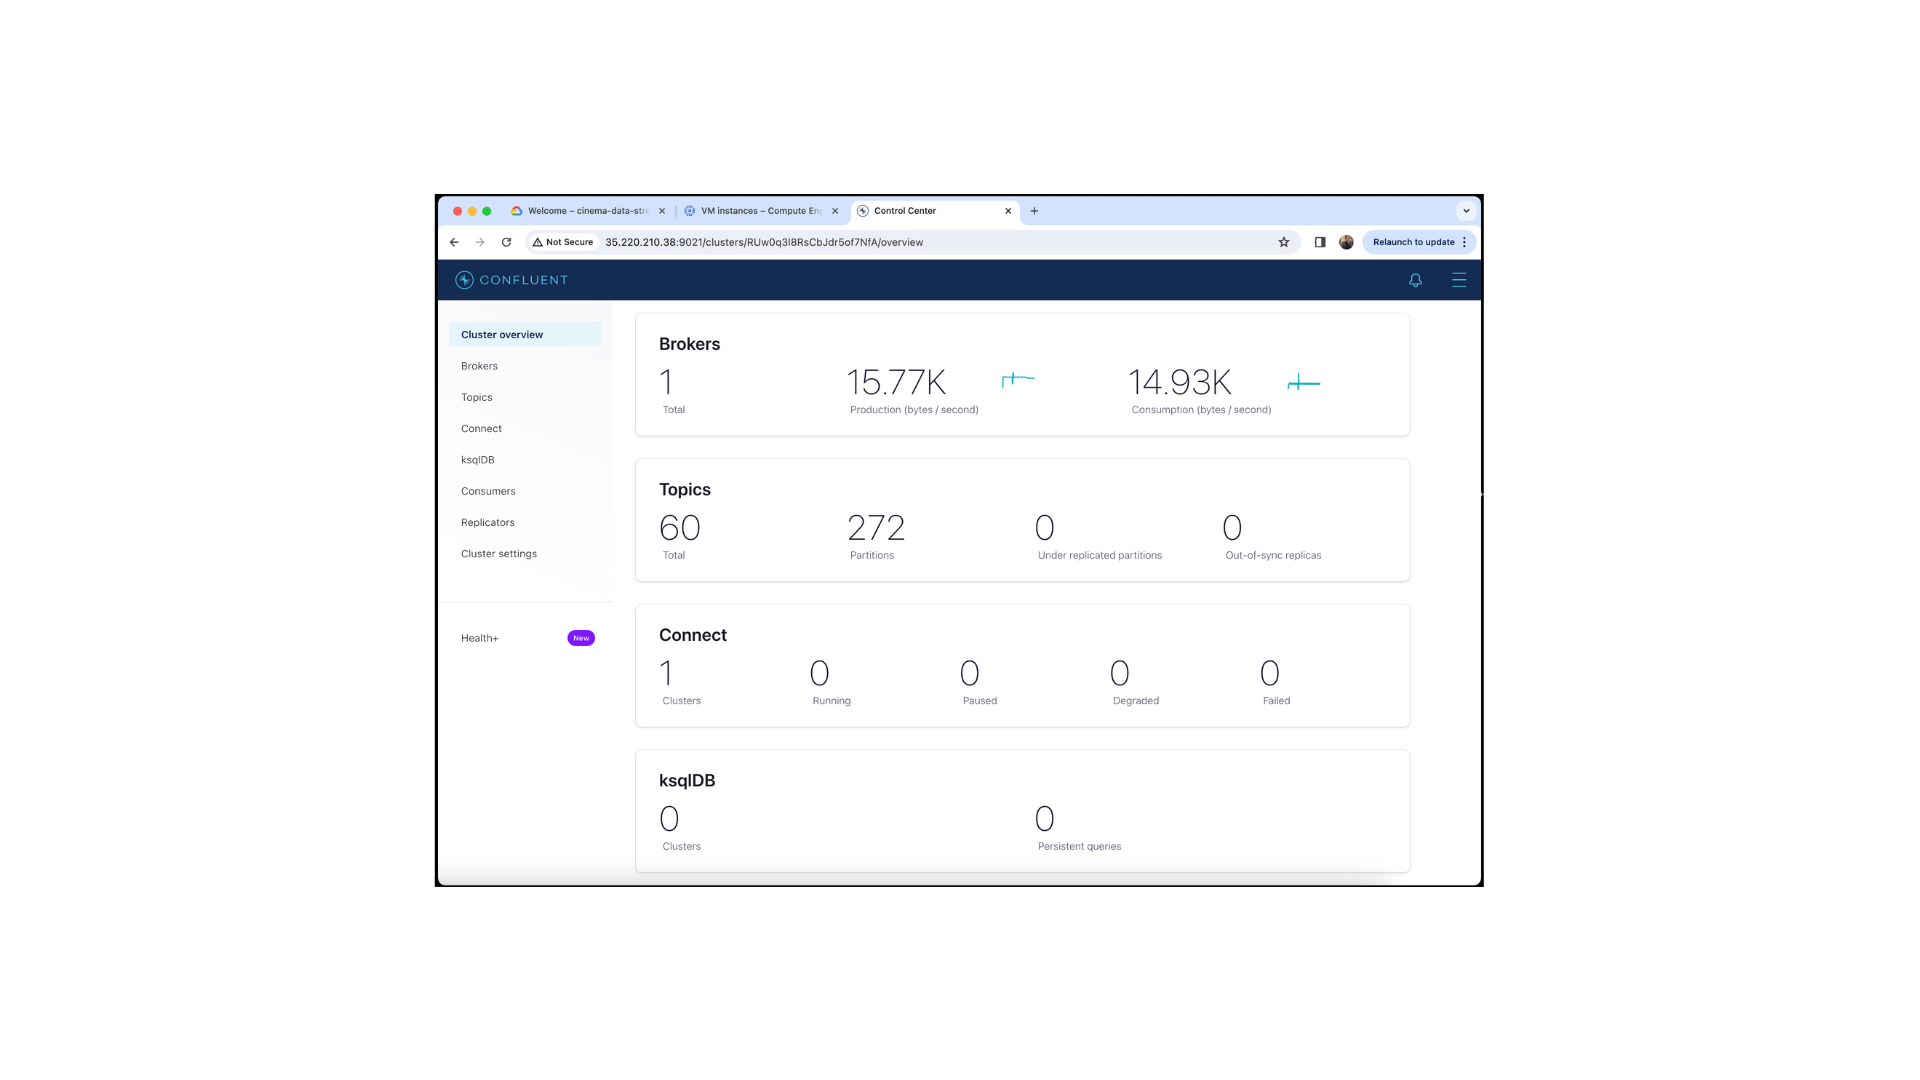 Welcome – cinema-data-stre
VM instances – Compute En
Control Center
Not Secure
35.220.210.38:9021/clusters/RUw0q3I8RsCbJdr5of7NfA/overview
Relaunch to update
CONFLUENT
Cluster overview
Brokers
Topics
Connect
ksqlDB
Consumers
Replicators
Cluster settings
Health+ New
Brokers
1 15.77K 14.93K
Total Production (bytes / second) Consumption (bytes / second)
Topics
60 272 0 0
Total Partitions Under replicated partitions Out-of-sync replicas
Connect
1 0 0 0 0
Clusters Running Paused Degraded Failed
ksqlDB
0 0
Clusters Persistent queries